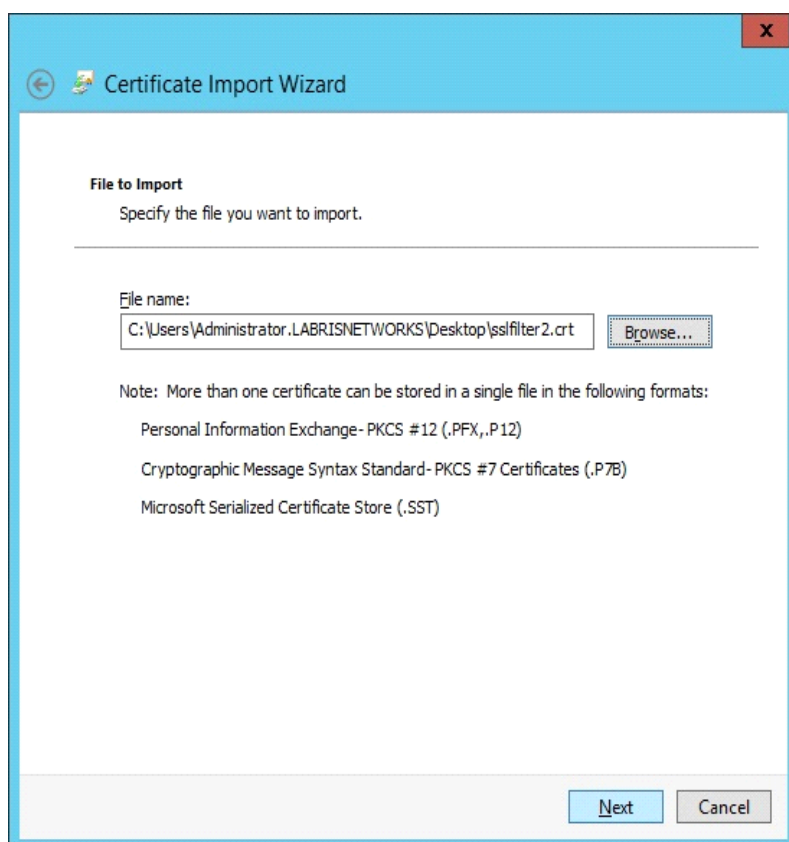 x
Certificate Import Wizard
File to Import
Specify the file you want to import.
File name:
C:\Users\Administrator.LABRISNETWORKS\Desktop\sslfilter2.crt
Browse...
Note: More than one certificate can be stored in a single file in the following formats:
Personal Information Exchange- PKCS #12 (.PFX,.P12)
Cryptographic Message Syntax Standard- PKCS #7 Certificates (.P7B)
Microsoft Serialized Certificate Store (.SST)
Next
Cancel